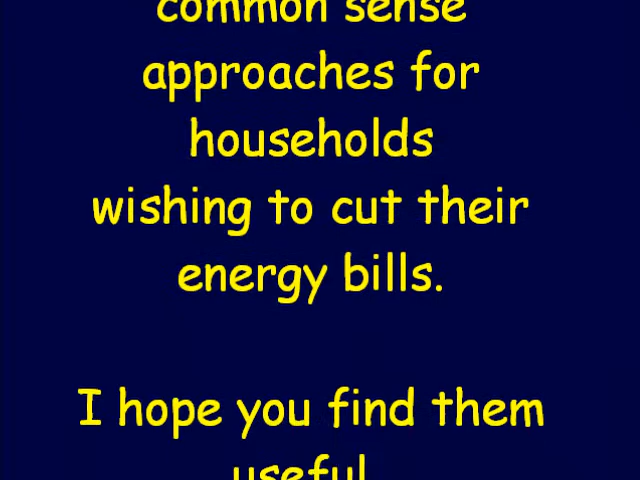 common sense
approaches for
households
wishing to cut their
energy bills.
I hope you find them
useful